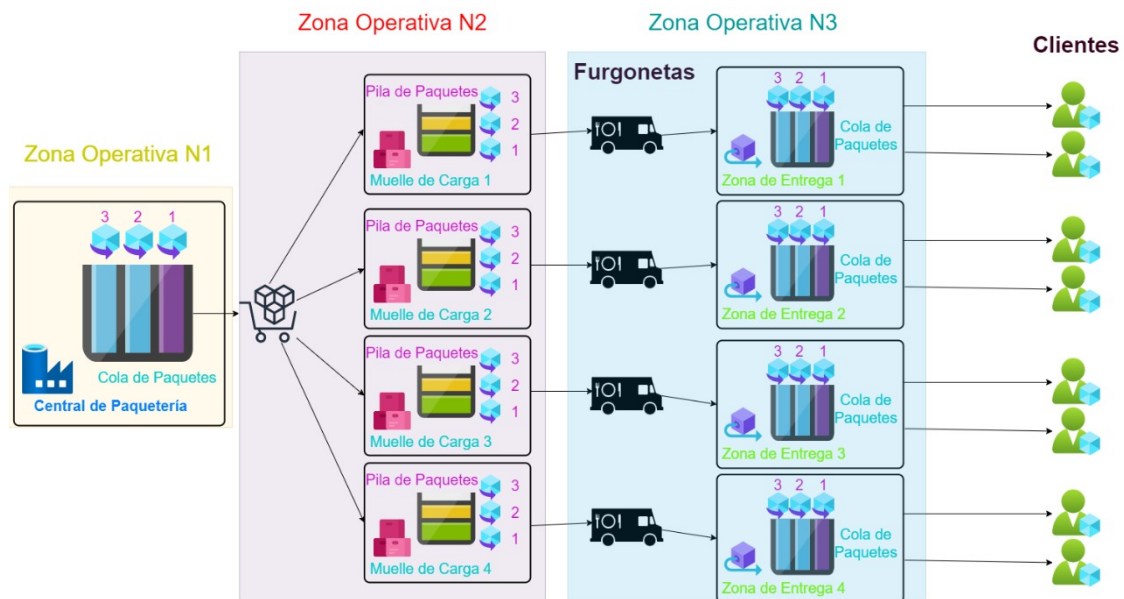 Zona Operativa N1
3 2 1
Cola de Paquetes
Central de Paquetería
Zona Operativa N2
Pila de Paquetes
3
2
1
Muelle de Carga 1
Pila de Paquetes
3
2
1
Muelle de Carga 2
Pila de Paquetes
3
2
1
Muelle de Carga 3
Pila de Paquetes
3
2
1
Muelle de Carga 4
Zona Operativa N3
Furgonetas
3 2 1
Cola de
Paquetes
Zona de Entrega 1
3 2 1
Cola de
Paquetes
Zona de Entrega 2
3 2 1
Cola de
Paquetes
Zona de Entrega 3
3 2 1
Cola de
Paquetes
Zona de Entrega 4
Clientes